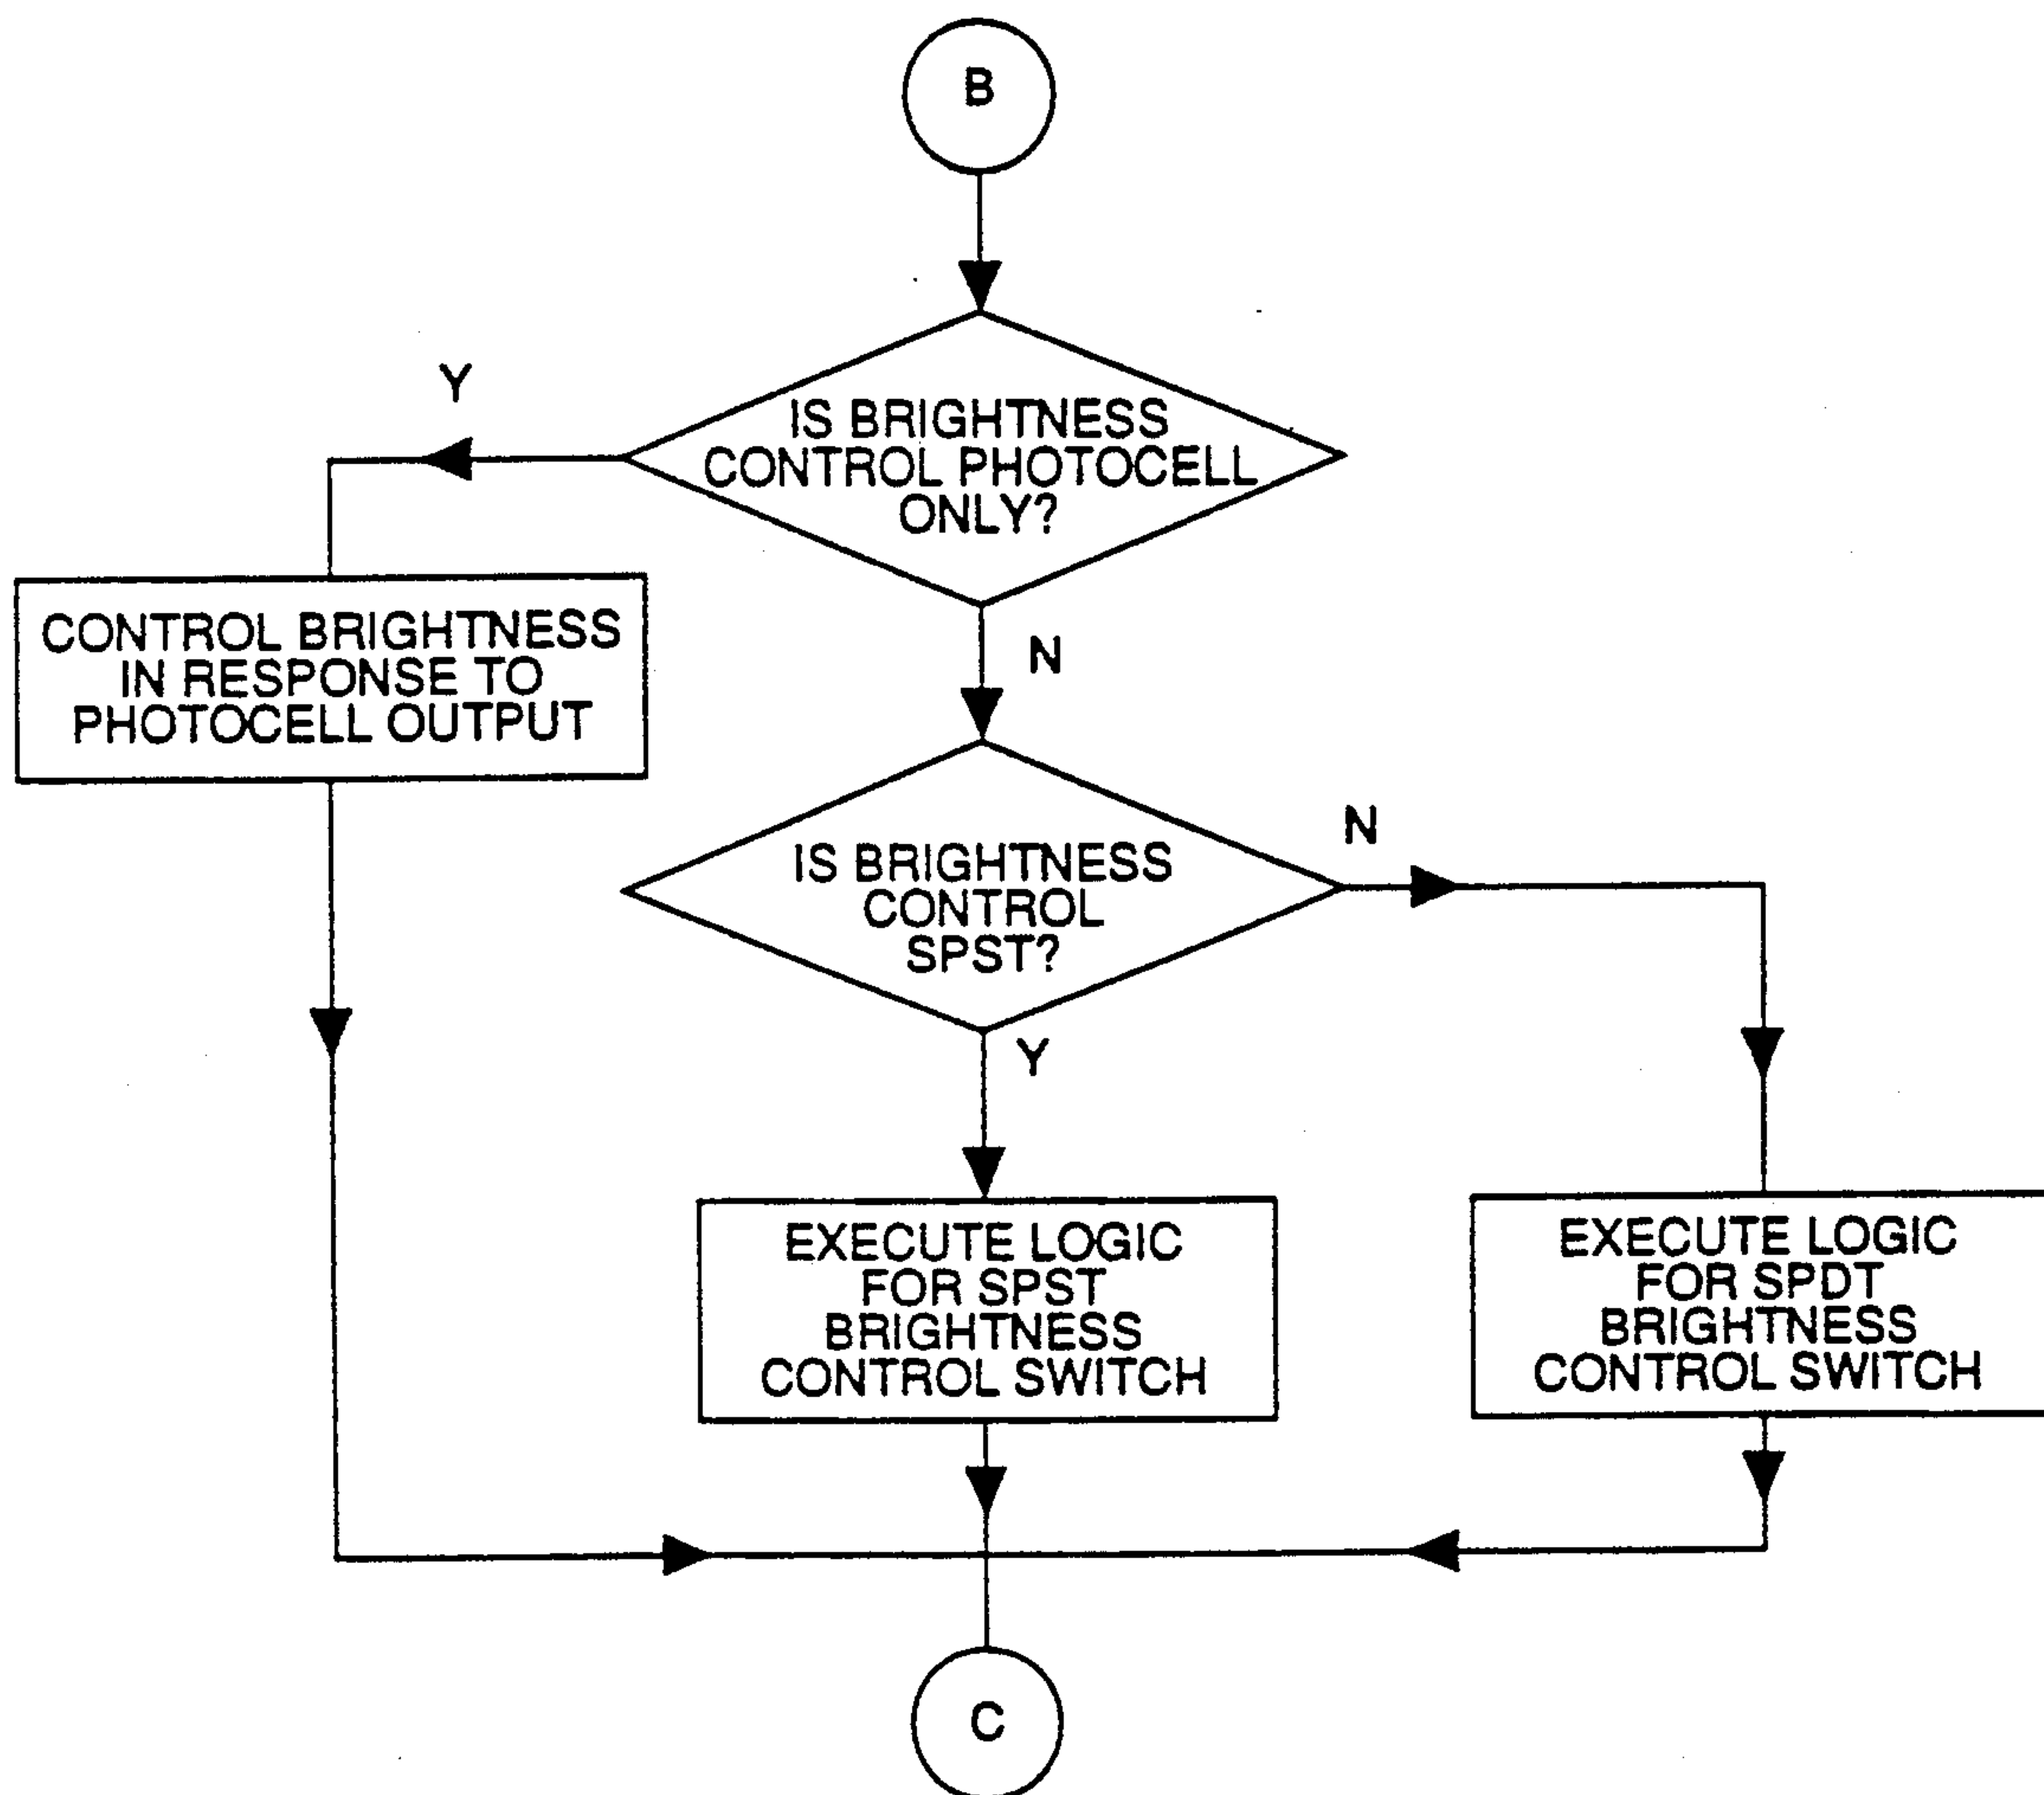 B
Y
IS BRIGHTNESS
CONTROL PHOTOCELL
ONLY?
CONTROL BRIGHTNESS
IN RESPONSE TO
PHOTOCELL OUTPUT
N
IS BRIGHTNESS
CONTROL
SPST?
N
Y
EXECUTE LOGIC
FOR SPST
BRIGHTNESS
CONTROL SWITCH
EXECUTE LOGIC
FOR SPDT
BRIGHTNESS
CONTROL SWITCH
C